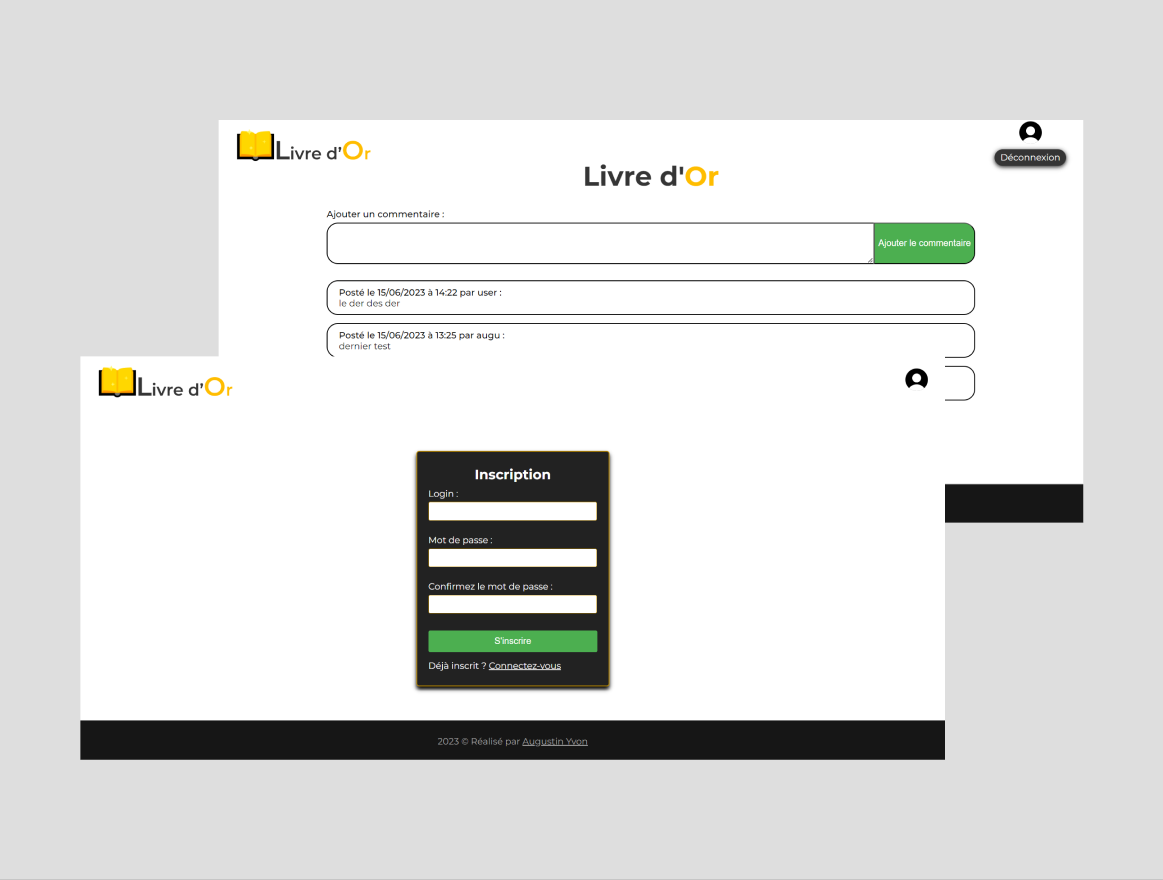 Livre d'Or
Déconnexion
Livre d'Or
Ajouter un commentaire :
Ajouter le commentaire
Posté le 15/06/2023 à 14:22 par user :
le der des der
Posté le 15/06/2023 à 13:25 par augu :
dernier test
Livre d'Or
Inscription
Login :
Mot de passe :
Confirmez le mot de passe :
S'inscrire
Déjà inscrit ? Connectez-vous
2023 © Réalisé par Augustin Yvon